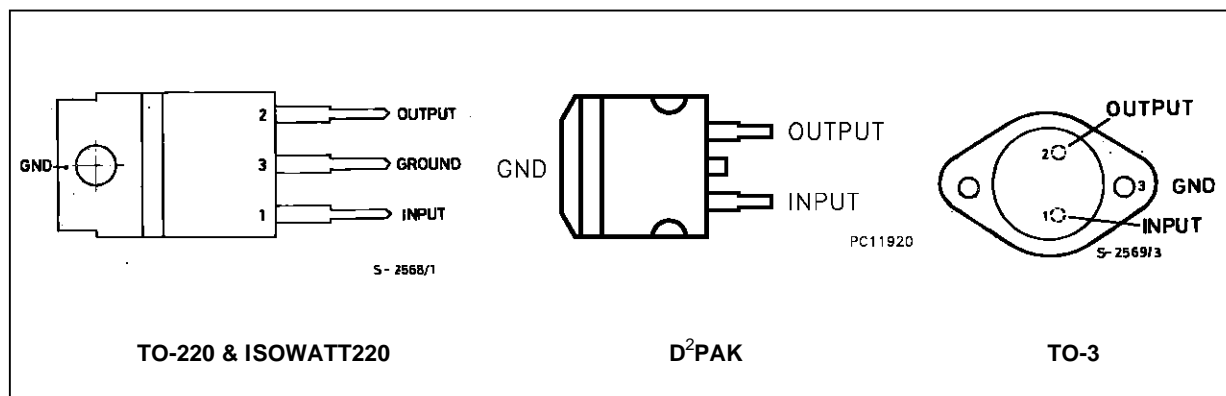 2 OUTPUT
GND 3 GROUND
1 INPUT
S-2568/1
TO-220 & ISOWATT220
OUTPUT
GND
INPUT
PC11920
D²PAK
OUTPUT
2
3 GND
1
INPUT
S-2569/3
TO-3